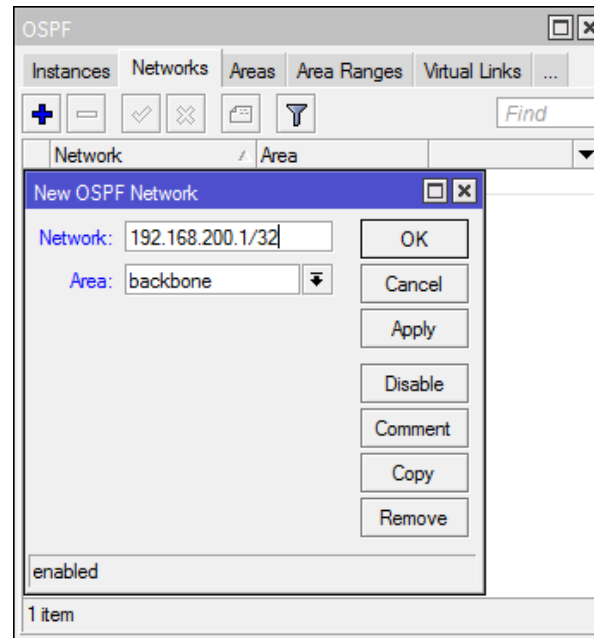 OSPF
Instances Networks Areas Area Ranges Virtual Links ...
Find
Network Area
New OSPF Network
Network: 192.168.200.1/32 OK
Area: backbone Cancel
Apply
Disable
Comment
Copy
Remove
enabled
1 item